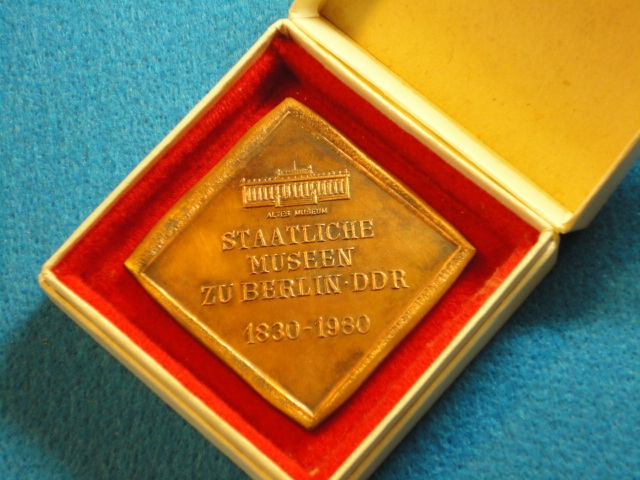 ALTES MUSEUM
STAATLICHE
MUSEEN
ZU BERLIN·DDR
1830-1980